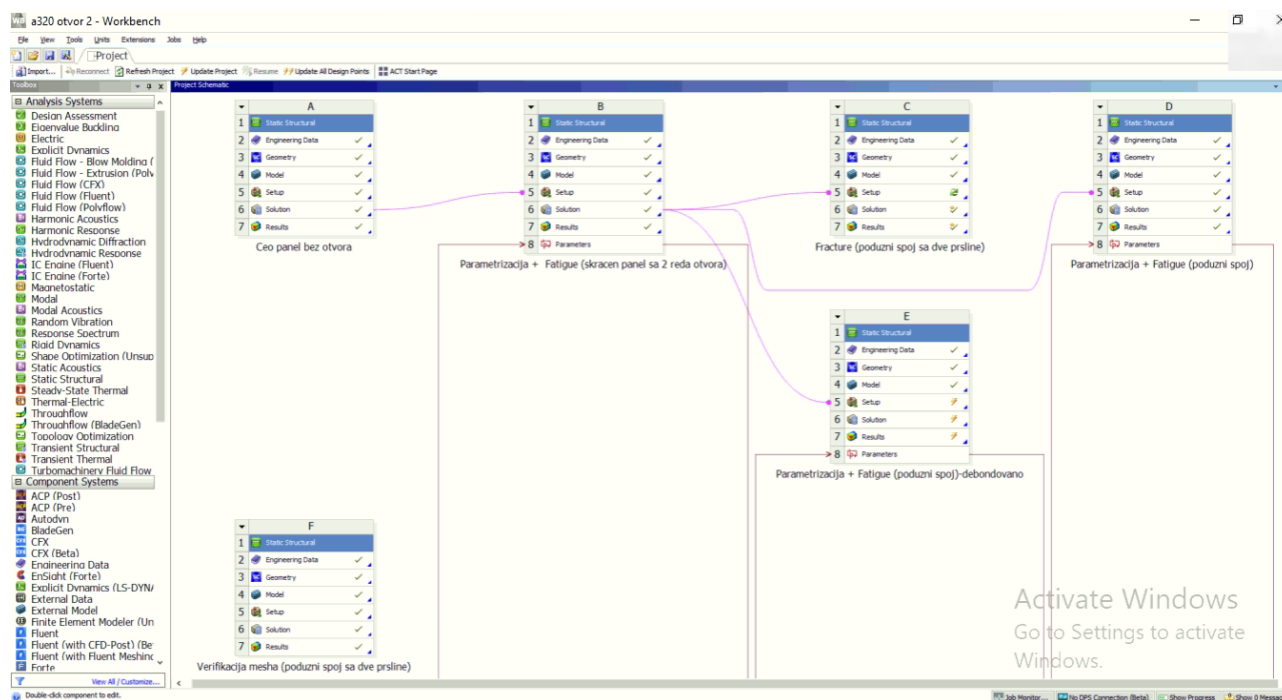 a320 otvor 2 - Workbench
File View Tools Units Extensions Jobs Help
Project
Import... Reconnect Refresh Project Update Project Resume Update All Design Points ACT Start Page
Toolbox
Project Schematic
Analysis Systems
Design Assessment
Eigenvalue Buckling
Electric
Explicit Dynamics
Fluid Flow - Blow Molding (
Fluid Flow - Extrusion (Polv
Fluid Flow (CFX)
Fluid Flow (Fluent)
Fluid Flow (Polyflow)
Harmonic Acoustics
Harmonic Response
Hydrodynamic Diffraction
Hydrodynamic Response
IC Engine (Fluent)
IC Engine (Forte)
Magnetostatic
Modal
Modal Acoustics
Random Vibration
Response Spectrum
Rigid Dynamics
Shape Optimization (Unsup
Static Acoustics
Static Structural
Steady-State Thermal
Thermal-Electric
Throughflow
Throughflow (BladeGen)
Topology Optimization
Transient Structural
Transient Thermal
Turbomachinery Fluid Flow
Component Systems
ACP (Post)
ACP (Pre)
Autodyn
BladeGen
CFX
CFX (Beta)
Engineering Data
EnSight (Forte)
Explicit Dynamics (LS-DYN/
External Data
External Model
Finite Element Modeler (Un
Fluent
Fluent (with CFD-Post) (Be
Fluent (with Fluent Meshinc
Forte
View All / Customize...
Double-click component to edit.
A
1 Static Structural
2 Engineering Data
3 Geometry
4 Model
5 Setup
6 Solution
7 Results
Ceo panel bez otvora
B
1 Static Structural
2 Engineering Data
3 Geometry
4 Model
5 Setup
6 Solution
7 Results
8 Parameters
Parametrizacija + Fatigue (skracen panel sa 2 reda otvora)
C
1 Static Structural
2 Engineering Data
3 Geometry
4 Model
5 Setup
6 Solution
7 Results
Fracture (poduzni spoj sa dve prsline)
D
1 Static Structural
2 Engineering Data
3 Geometry
4 Model
5 Setup
6 Solution
7 Results
8 Parameters
Parametrizacija + Fatigue (poduzni spoj)
E
1 Static Structural
2 Engineering Data
3 Geometry
4 Model
5 Setup
6 Solution
7 Results
8 Parameters
Parametrizacija + Fatigue (poduzni spoj)-debondovano
F
1 Static Structural
2 Engineering Data
3 Geometry
4 Model
5 Setup
6 Solution
7 Results
Verifikacija mesha (poduzni spoj sa dve prsline)
Activate Windows
Go to Settings to activate
Windows.
Job Monitor... No DPS Connection (Beta) Show Progress Show 0 Messages